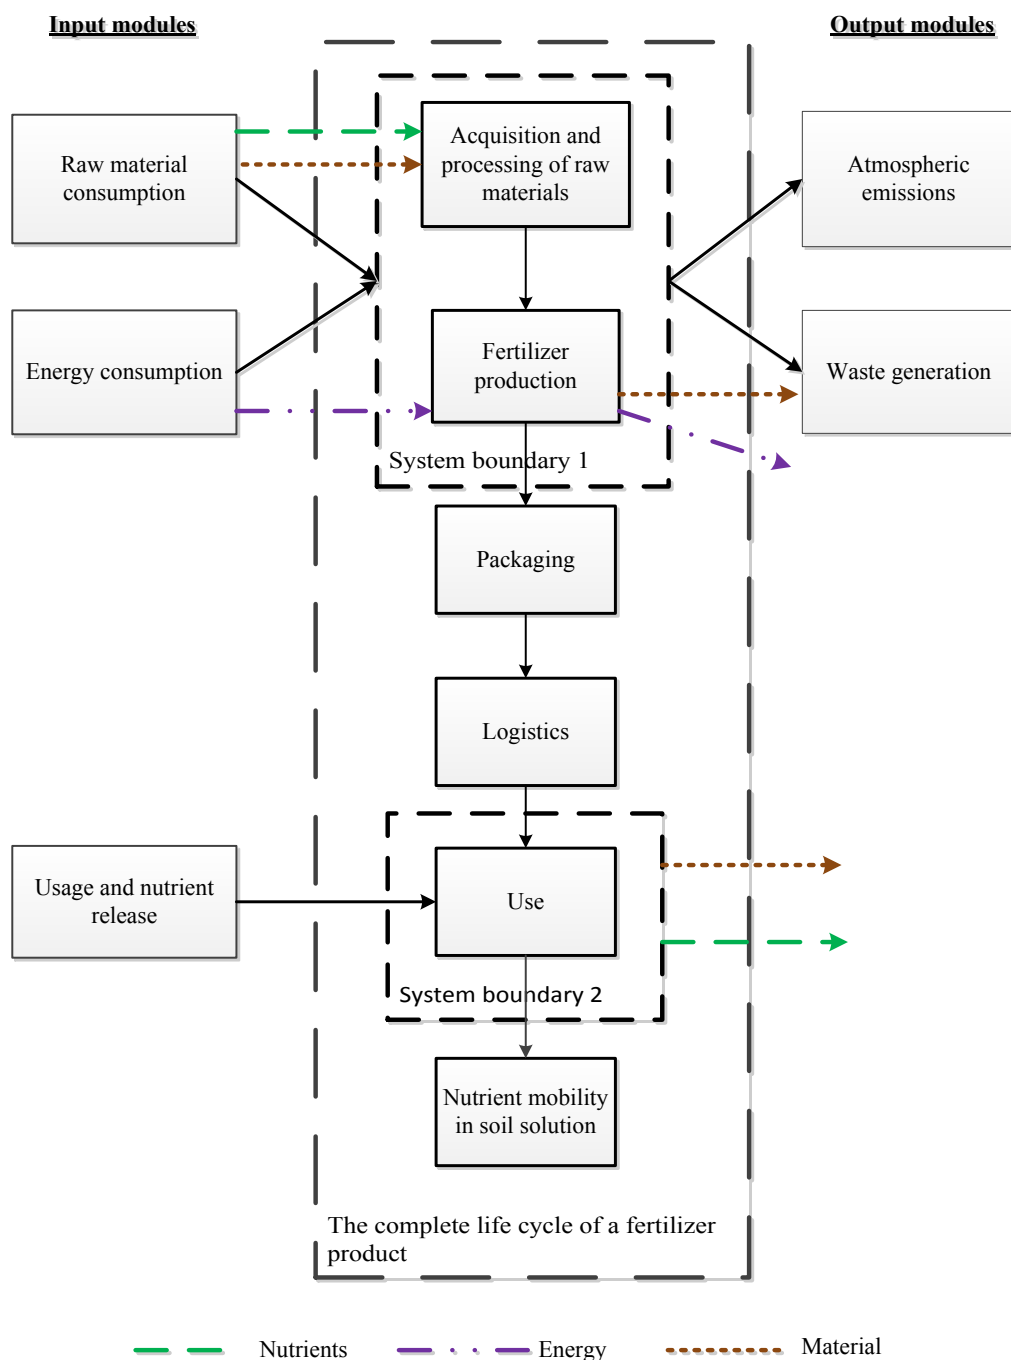 Input modules
Output modules
Raw material
consumption
Acquisition and
processing of raw
materials
Atmospheric
emissions
Energy consumption
Fertilizer
production
Waste generation
System boundary 1
Packaging
Logistics
Usage and nutrient
release
Use
System boundary 2
Nutrient mobility
in soil solution
The complete life cycle of a fertilizer
product
Nutrients
Energy
Material